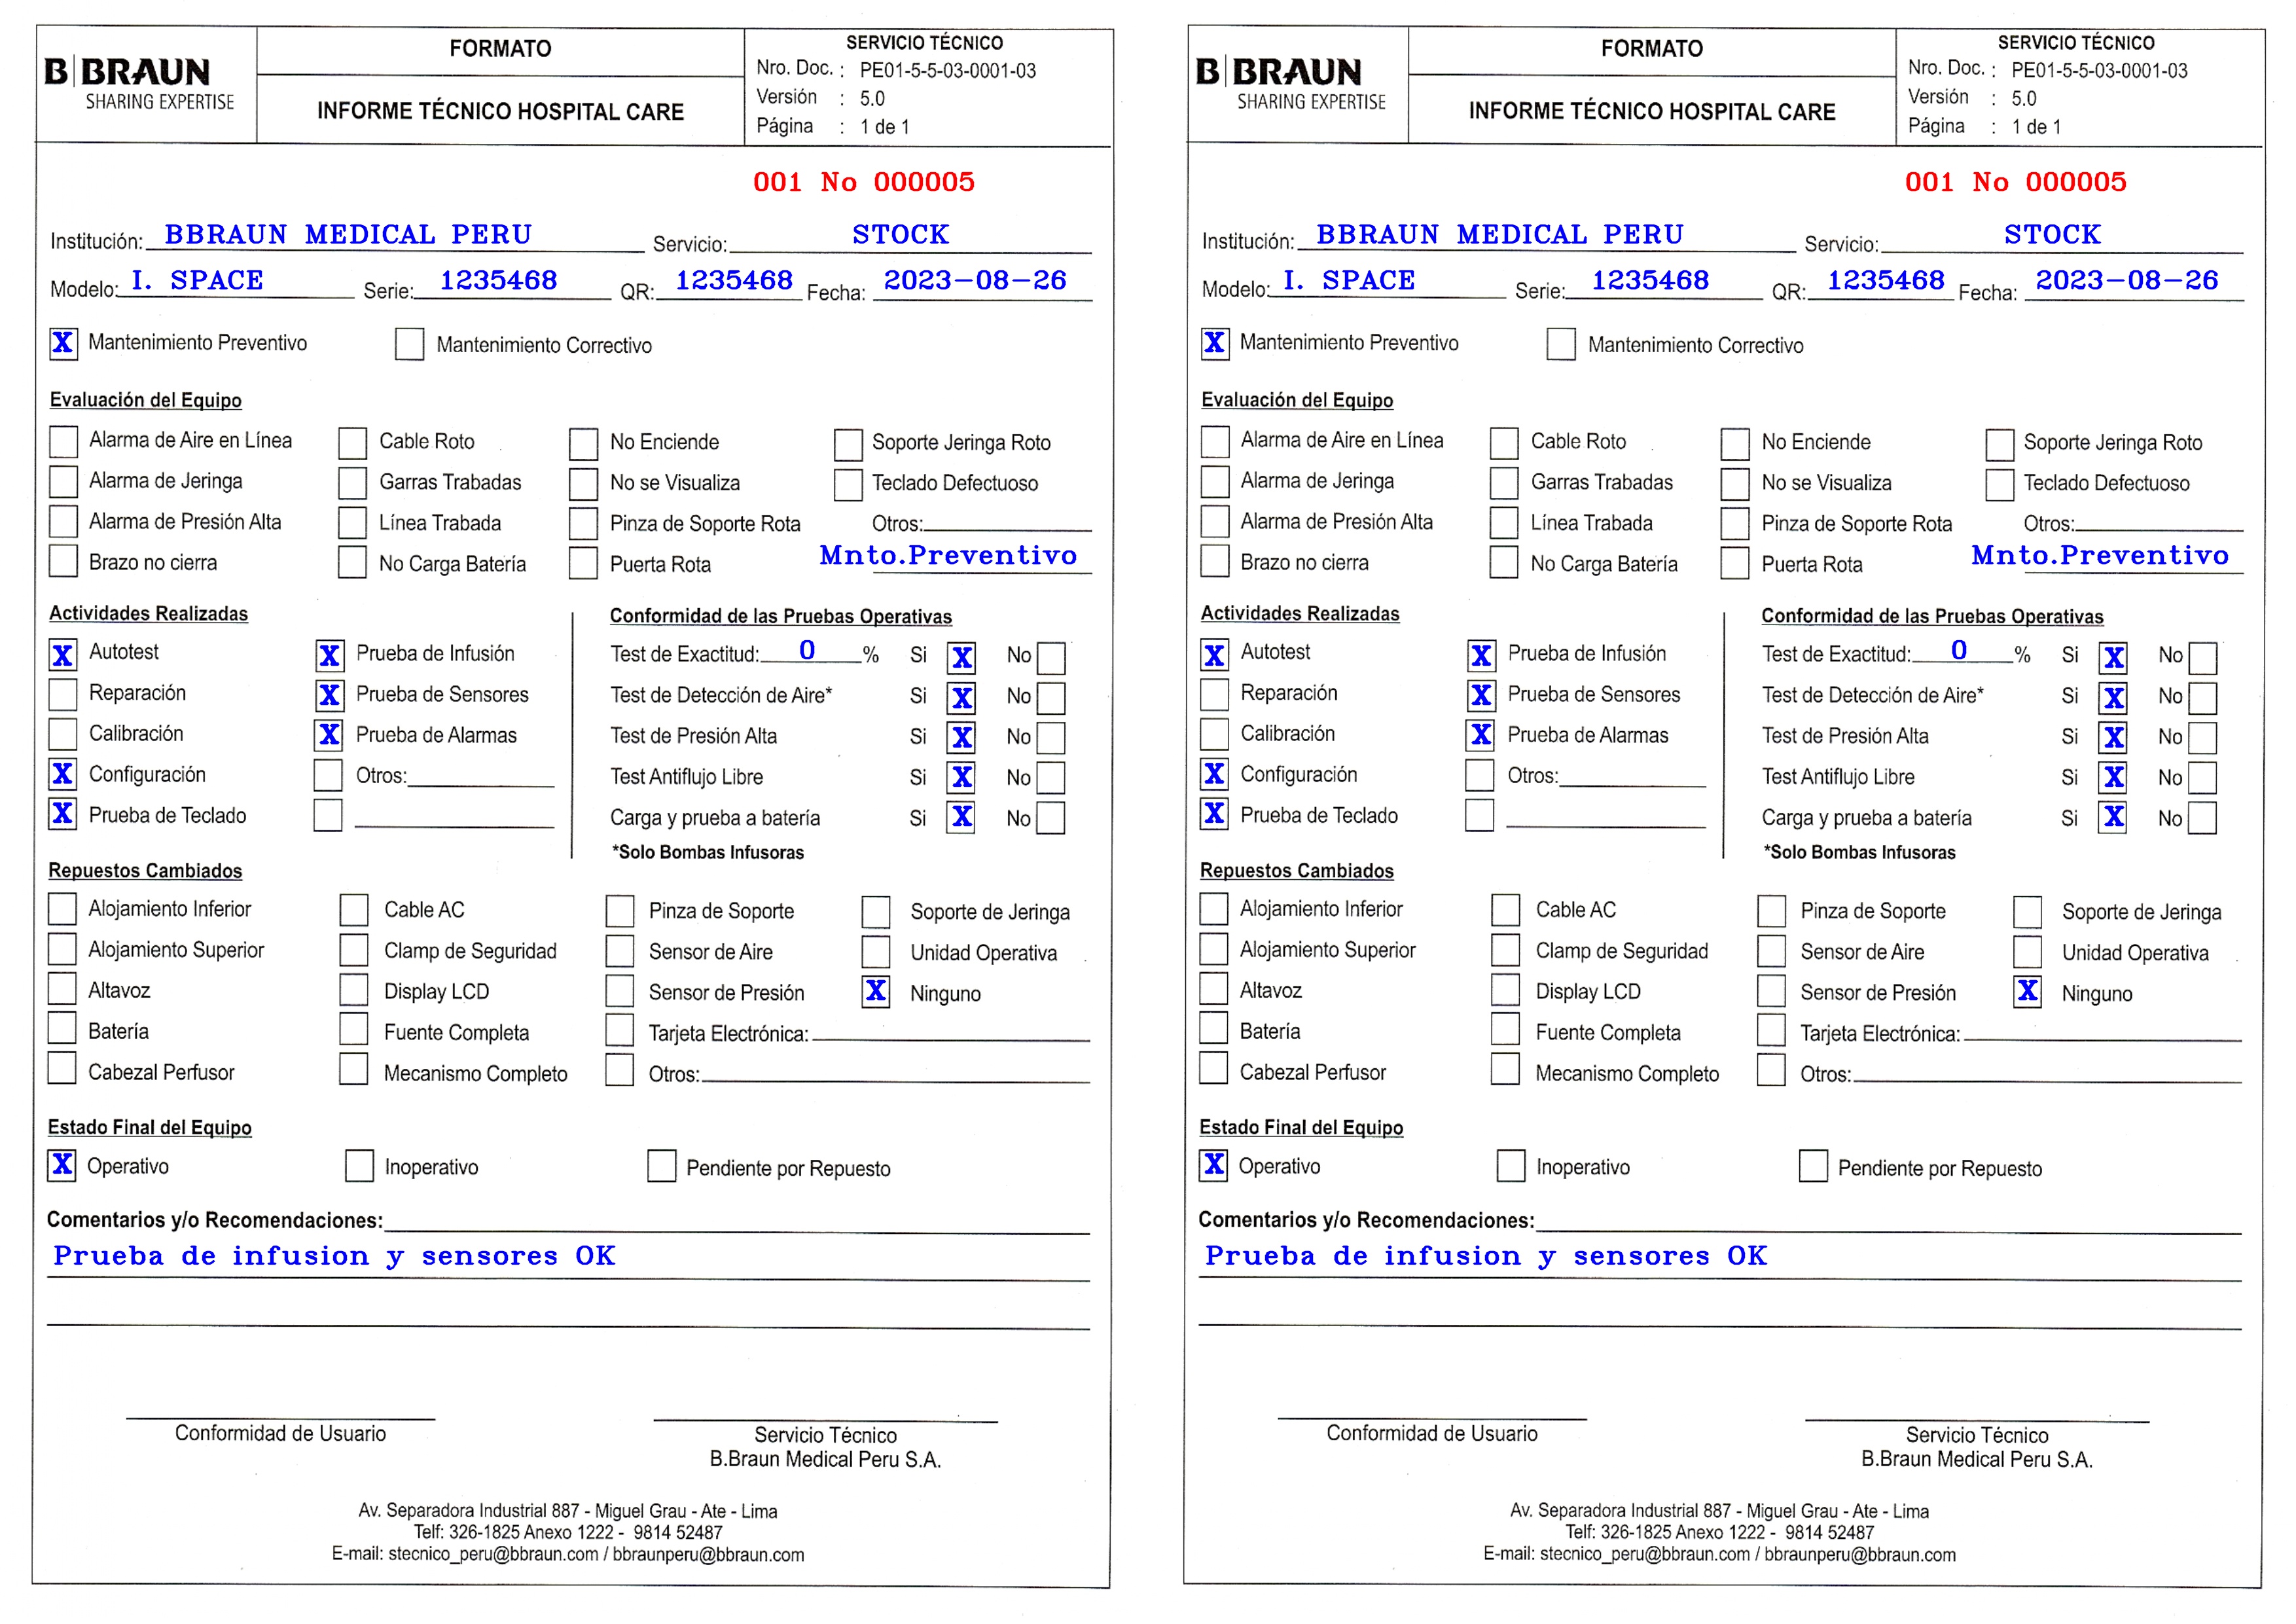 B|BRAUN
SHARING EXPERTISE
FORMATO
INFORME TÉCNICO HOSPITAL CARE
SERVICIO TÉCNICO
Nro. Doc. : PE01-5-5-03-0001-03
Versión : 5.0
Página : 1 de 1
001 No 000005
Institución: BBRAUN MEDICAL PERU Servicio: STOCK
Modelo: I. SPACE Serie: 1235468 QR: 1235468 Fecha: 2023-08-26
X Mantenimiento Preventivo Mantenimiento Correctivo
Evaluación del Equipo
Alarma de Aire en Línea Cable Roto No Enciende Soporte Jeringa Roto
Alarma de Jeringa Garras Trabadas No se Visualiza Teclado Defectuoso
Alarma de Presión Alta Línea Trabada Pinza de Soporte Rota Otros:
Brazo no cierra No Carga Batería Puerta Rota Mnto.Preventivo
Actividades Realizadas
X Autotest X Prueba de Infusión
Reparación X Prueba de Sensores
Calibración X Prueba de Alarmas
X Configuración Otros:
X Prueba de Teclado
Conformidad de las Pruebas Operativas
Test de Exactitud: 0 % Si X No
Test de Detección de Aire* Si X No
Test de Presión Alta Si X No
Test Antiflujo Libre Si X No
Carga y prueba a batería Si X No
*Solo Bombas Infusoras
Repuestos Cambiados
Alojamiento Inferior Cable AC Pinza de Soporte Soporte de Jeringa
Alojamiento Superior Clamp de Seguridad Sensor de Aire Unidad Operativa
Altavoz Display LCD Sensor de Presión X Ninguno
Batería Fuente Completa Tarjeta Electrónica:
Cabezal Perfusor Mecanismo Completo Otros:
Estado Final del Equipo
X Operativo Inoperativo Pendiente por Repuesto
Comentarios y/o Recomendaciones:
Prueba de infusion y sensores OK
Conformidad de Usuario
Servicio Técnico
B.Braun Medical Peru S.A.
Av. Separadora Industrial 887 - Miguel Grau - Ate - Lima
Telf: 326-1825 Anexo 1222 - 9814 52487
E-mail: stecnico_peru@bbraun.com / bbraunperu@bbraun.com
B|BRAUN
SHARING EXPERTISE
FORMATO
INFORME TÉCNICO HOSPITAL CARE
SERVICIO TÉCNICO
Nro. Doc. : PE01-5-5-03-0001-03
Versión : 5.0
Página : 1 de 1
001 No 000005
Institución: BBRAUN MEDICAL PERU Servicio: STOCK
Modelo: I. SPACE Serie: 1235468 QR: 1235468 Fecha: 2023-08-26
X Mantenimiento Preventivo Mantenimiento Correctivo
Evaluación del Equipo
Alarma de Aire en Línea Cable Roto No Enciende Soporte Jeringa Roto
Alarma de Jeringa Garras Trabadas No se Visualiza Teclado Defectuoso
Alarma de Presión Alta Línea Trabada Pinza de Soporte Rota Otros:
Brazo no cierra No Carga Batería Puerta Rota Mnto.Preventivo
Actividades Realizadas
X Autotest X Prueba de Infusión
Reparación X Prueba de Sensores
Calibración X Prueba de Alarmas
X Configuración Otros:
X Prueba de Teclado
Conformidad de las Pruebas Operativas
Test de Exactitud: 0 % Si X No
Test de Detección de Aire* Si X No
Test de Presión Alta Si X No
Test Antiflujo Libre Si X No
Carga y prueba a batería Si X No
*Solo Bombas Infusoras
Repuestos Cambiados
Alojamiento Inferior Cable AC Pinza de Soporte Soporte de Jeringa
Alojamiento Superior Clamp de Seguridad Sensor de Aire Unidad Operativa
Altavoz Display LCD Sensor de Presión X Ninguno
Batería Fuente Completa Tarjeta Electrónica:
Cabezal Perfusor Mecanismo Completo Otros:
Estado Final del Equipo
X Operativo Inoperativo Pendiente por Repuesto
Comentarios y/o Recomendaciones:
Prueba de infusion y sensores OK
Conformidad de Usuario
Servicio Técnico
B.Braun Medical Peru S.A.
Av. Separadora Industrial 887 - Miguel Grau - Ate - Lima
Telf: 326-1825 Anexo 1222 - 9814 52487
E-mail: stecnico_peru@bbraun.com / bbraunperu@bbraun.com